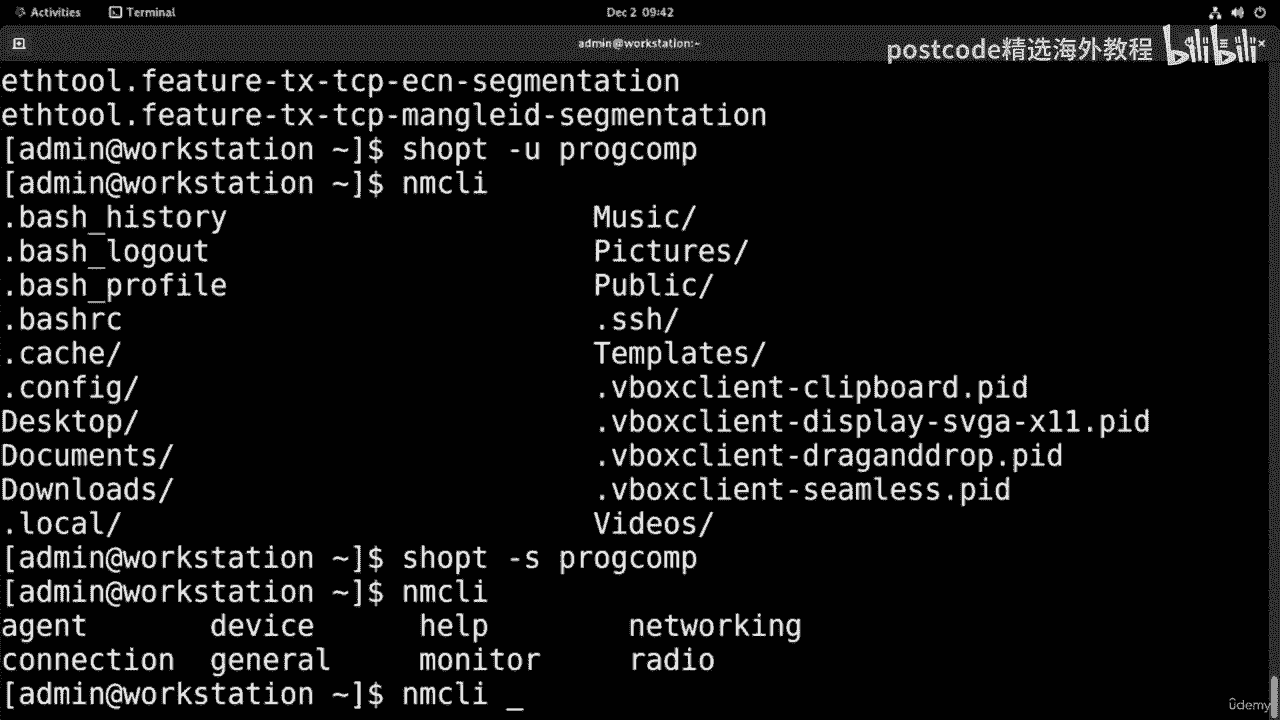 Activities Terminal Dec 2 09:42
admin@workstation:~
postcode精选海外教程 bilibili
ethtool.feature-tx-tcp-ecn-segmentation
ethtool.feature-tx-tcp-mangleid-segmentation
[admin@workstation ~]$ shopt -u progcomp
[admin@workstation ~]$ nmcli
.bash_history Music/
.bash_logout Pictures/
.bash_profile Public/
.bashrc .ssh/
.cache/ Templates/
.config/ .vboxclient-clipboard.pid
Desktop/ .vboxclient-display-svga-x11.pid
Documents/ .vboxclient-draganddrop.pid
Downloads/ .vboxclient-seamless.pid
.local/ Videos/
[admin@workstation ~]$ shopt -s progcomp
[admin@workstation ~]$ nmcli
agent device help networking
connection general monitor radio
[admin@workstation ~]$ nmcli _
ûdemy